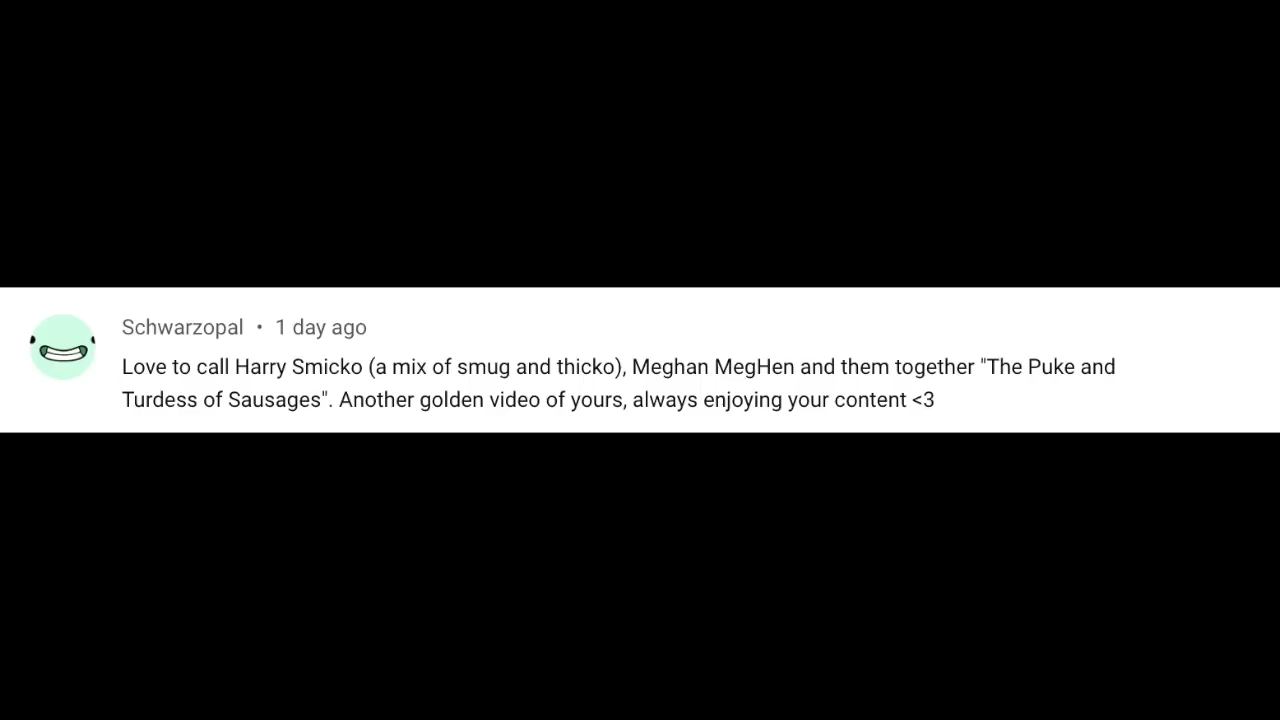 Schwarzopal • 1 day ago
Love to call Harry Smicko (a mix of smug and thicko), Meghan MegHen and them together "The Puke and
Turdess of Sausages". Another golden video of yours, always enjoying your content <3